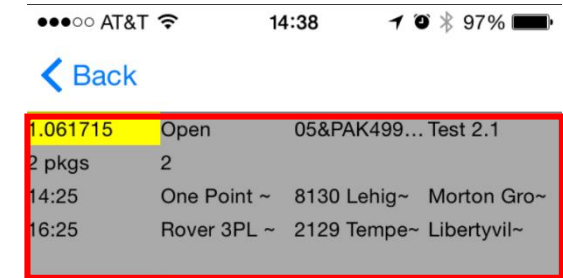 AT&T 14:38 97%
Back
1.061715 Open 05&PAK499… Test 2.1
2 pkgs 2
14:25 One Point ~ 8130 Lehig~ Morton Gro~
16:25 Rover 3PL ~ 2129 Tempe~ Libertyvil~